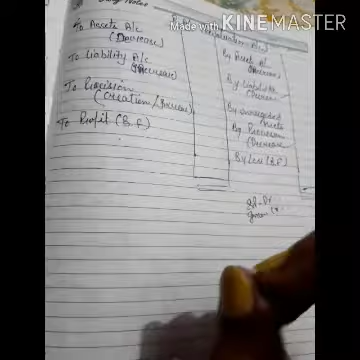 Made with KINEMASTER
Notes
To Assets A/c
(Decrease)
To Liability A/c
(Increase)
To Provision
(Creation / Increase)
To Profit (B.F)
By Assets A/c
(Increase)
By Liability
(Decrease
By unrecorded
Assets
By Provision
(Decrease
By Loss (B.F)